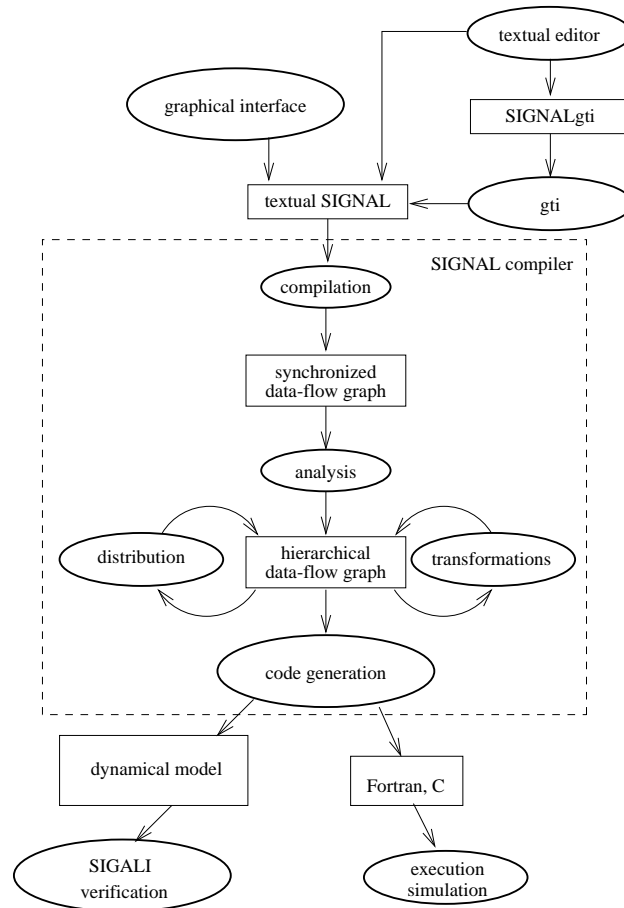 textual editor
graphical interface
SIGNALgti
textual SIGNAL
gti
SIGNAL compiler
compilation
synchronized
data-flow graph
analysis
distribution
hierarchical
data-flow graph
transformations
code generation
dynamical model
Fortran, C
SIGALI
verification
execution
simulation